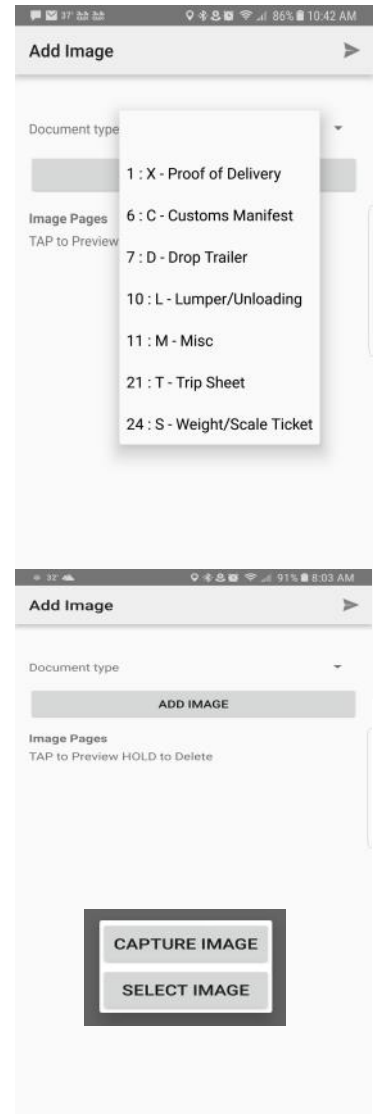 37° 86% 10:42 AM
Add Image
Document type
1 : X - Proof of Delivery
6 : C - Customs Manifest
Image Pages
TAP to Preview
7 : D - Drop Trailer
10 : L - Lumper/Unloading
11 : M - Misc
21 : T - Trip Sheet
24 : S - Weight/Scale Ticket
32° 91% 8:03 AM
Add Image
Document type
ADD IMAGE
Image Pages
TAP to Preview HOLD to Delete
CAPTURE IMAGE
SELECT IMAGE